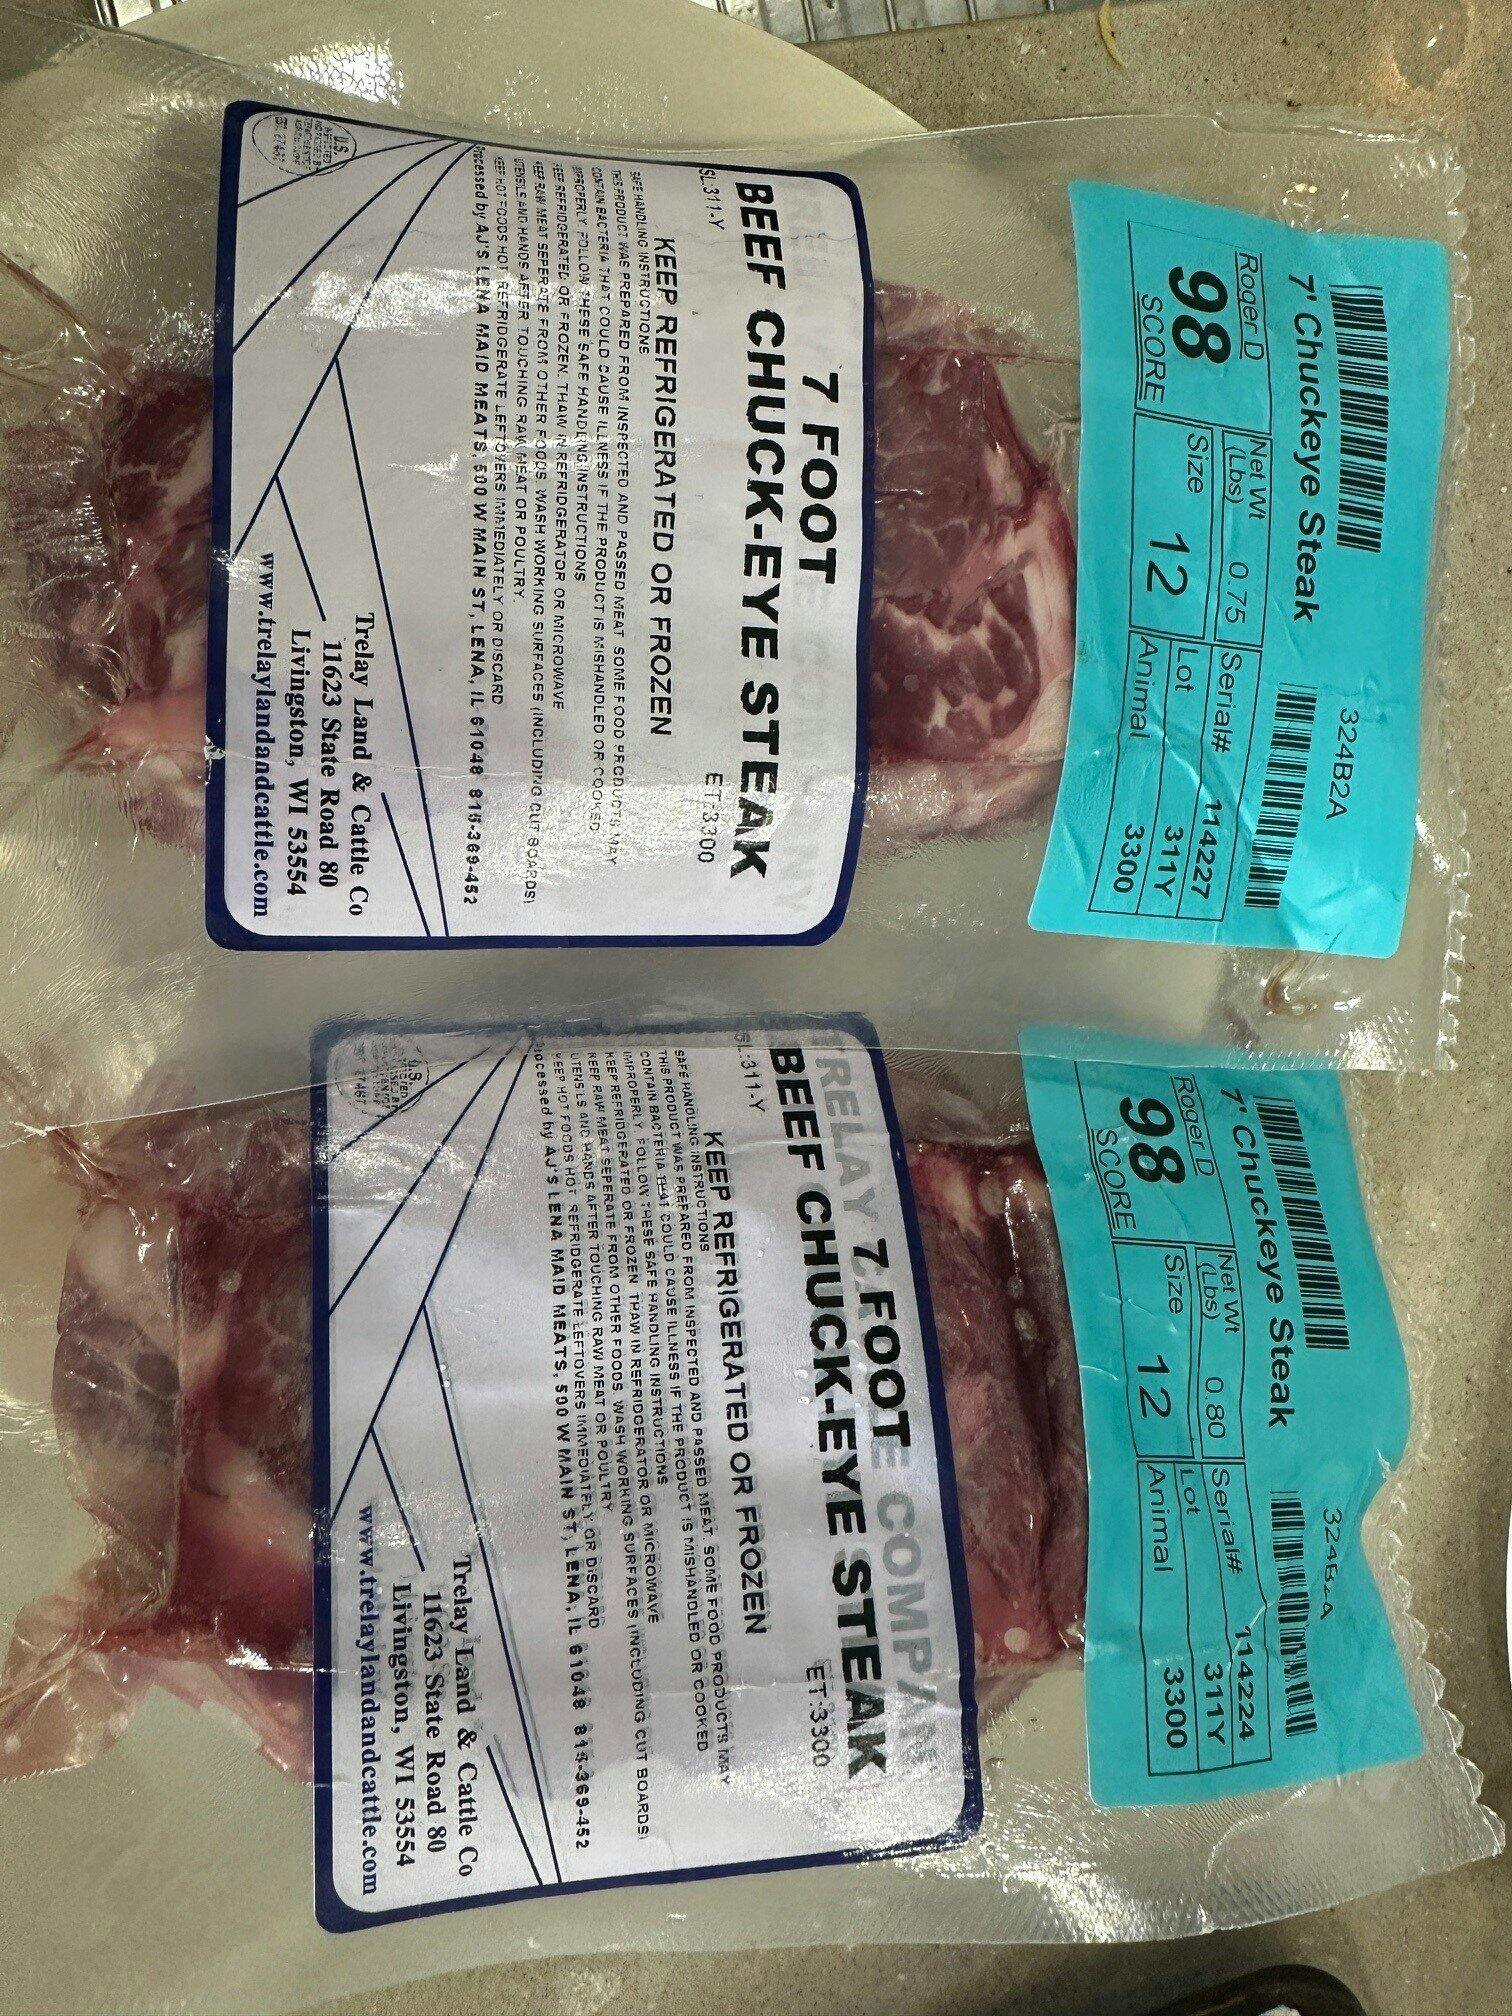 324B2A
7' Chuckeye Steak
Roger D
98
SCORE
Net Wt (Lbs) 0.75
Size 12
Serial# 114227
Lot 311Y
Animal 3300
7 FOOT
BEEF CHUCK-EYE STEAK
SL:311-Y ET:3300
KEEP REFRIGERATED OR FROZEN
SAFE HANDLING INSTRUCTIONS
THIS PRODUCT WAS PREPARED FROM INSPECTED AND PASSED MEAT SOME FOOD PRODUCTS MAY
CONTAIN BACTERIA THAT COULD CAUSE ILLNESS IF THE PRODUCT IS MISHANDLED OR COOKED
IMPROPERLY FOLLOW THESE SAFE HANDLING INSTRUCTIONS
KEEP REFRIDGERATED OR FROZEN. THAW IN REFRIDGERATOR OR MICROWAVE
KEEP RAW MEAT SEPERATE FROM OTHER FOODS WASH WORKING SURFACES (INCLUDING CUT BOARDS)
UTENSILS AND HANDS AFTER TOUCHING RAW MEAT OR POULTRY.
KEEP HOT FOODS HOT REFRIDGERATE LEFTOVERS IMMEDIATELY OR DISCARD
Processed by AJ'S LENA MAID MEATS, 500 W MAIN ST, LENA, IL 61048 815-369-452
U.S.
Trelay Land & Cattle Co
11623 State Road 80
Livingston, WI 53554
www.trelaylandandcattle.com
7' Chuckeye Steak
Roger D
98
SCORE
Net Wt (Lbs) 0.80
Size 12
Serial# 114224
Lot 311Y
Animal 3300
TRELAY COMPANY
7 FOOT
BEEF CHUCK-EYE STEAK
SL:311-Y ET:3300
KEEP REFRIGERATED OR FROZEN
SAFE HANDLING INSTRUCTIONS
THIS PRODUCT WAS PREPARED FROM INSPECTED AND PASSED MEAT. SOME FOOD PRODUCTS MAY
CONTAIN BACTERIA THAT COULD CAUSE ILLNESS IF THE PRODUCT IS MISHANDLED OR COOKED
IMPROPERLY FOLLOW THESE SAFE HANDLING INSTRUCTIONS
KEEP REFRIDGERATED OR FROZEN THAW IN REFRIDGERATOR OR MICROWAVE
KEEP RAW MEAT SEPERATE FROM OTHER FOODS WASH WORKING SURFACES (INCLUDING CUT BOARDS)
UTENSILS AND HANDS AFTER TOUCHING RAW MEAT OR POULTRY
KEEP HOT FOODS HOT REFRIDGERATE LEFTOVERS IMMEDIATELY OR DISCARD
Processed by AJ'S LENA MAID MEATS, 500 W MAIN ST, LENA, IL 61048 815-369-452
U.S.
Trelay Land & Cattle Co
11623 State Road 80
Livingston, WI 53554
www.trelaylandandcattle.com